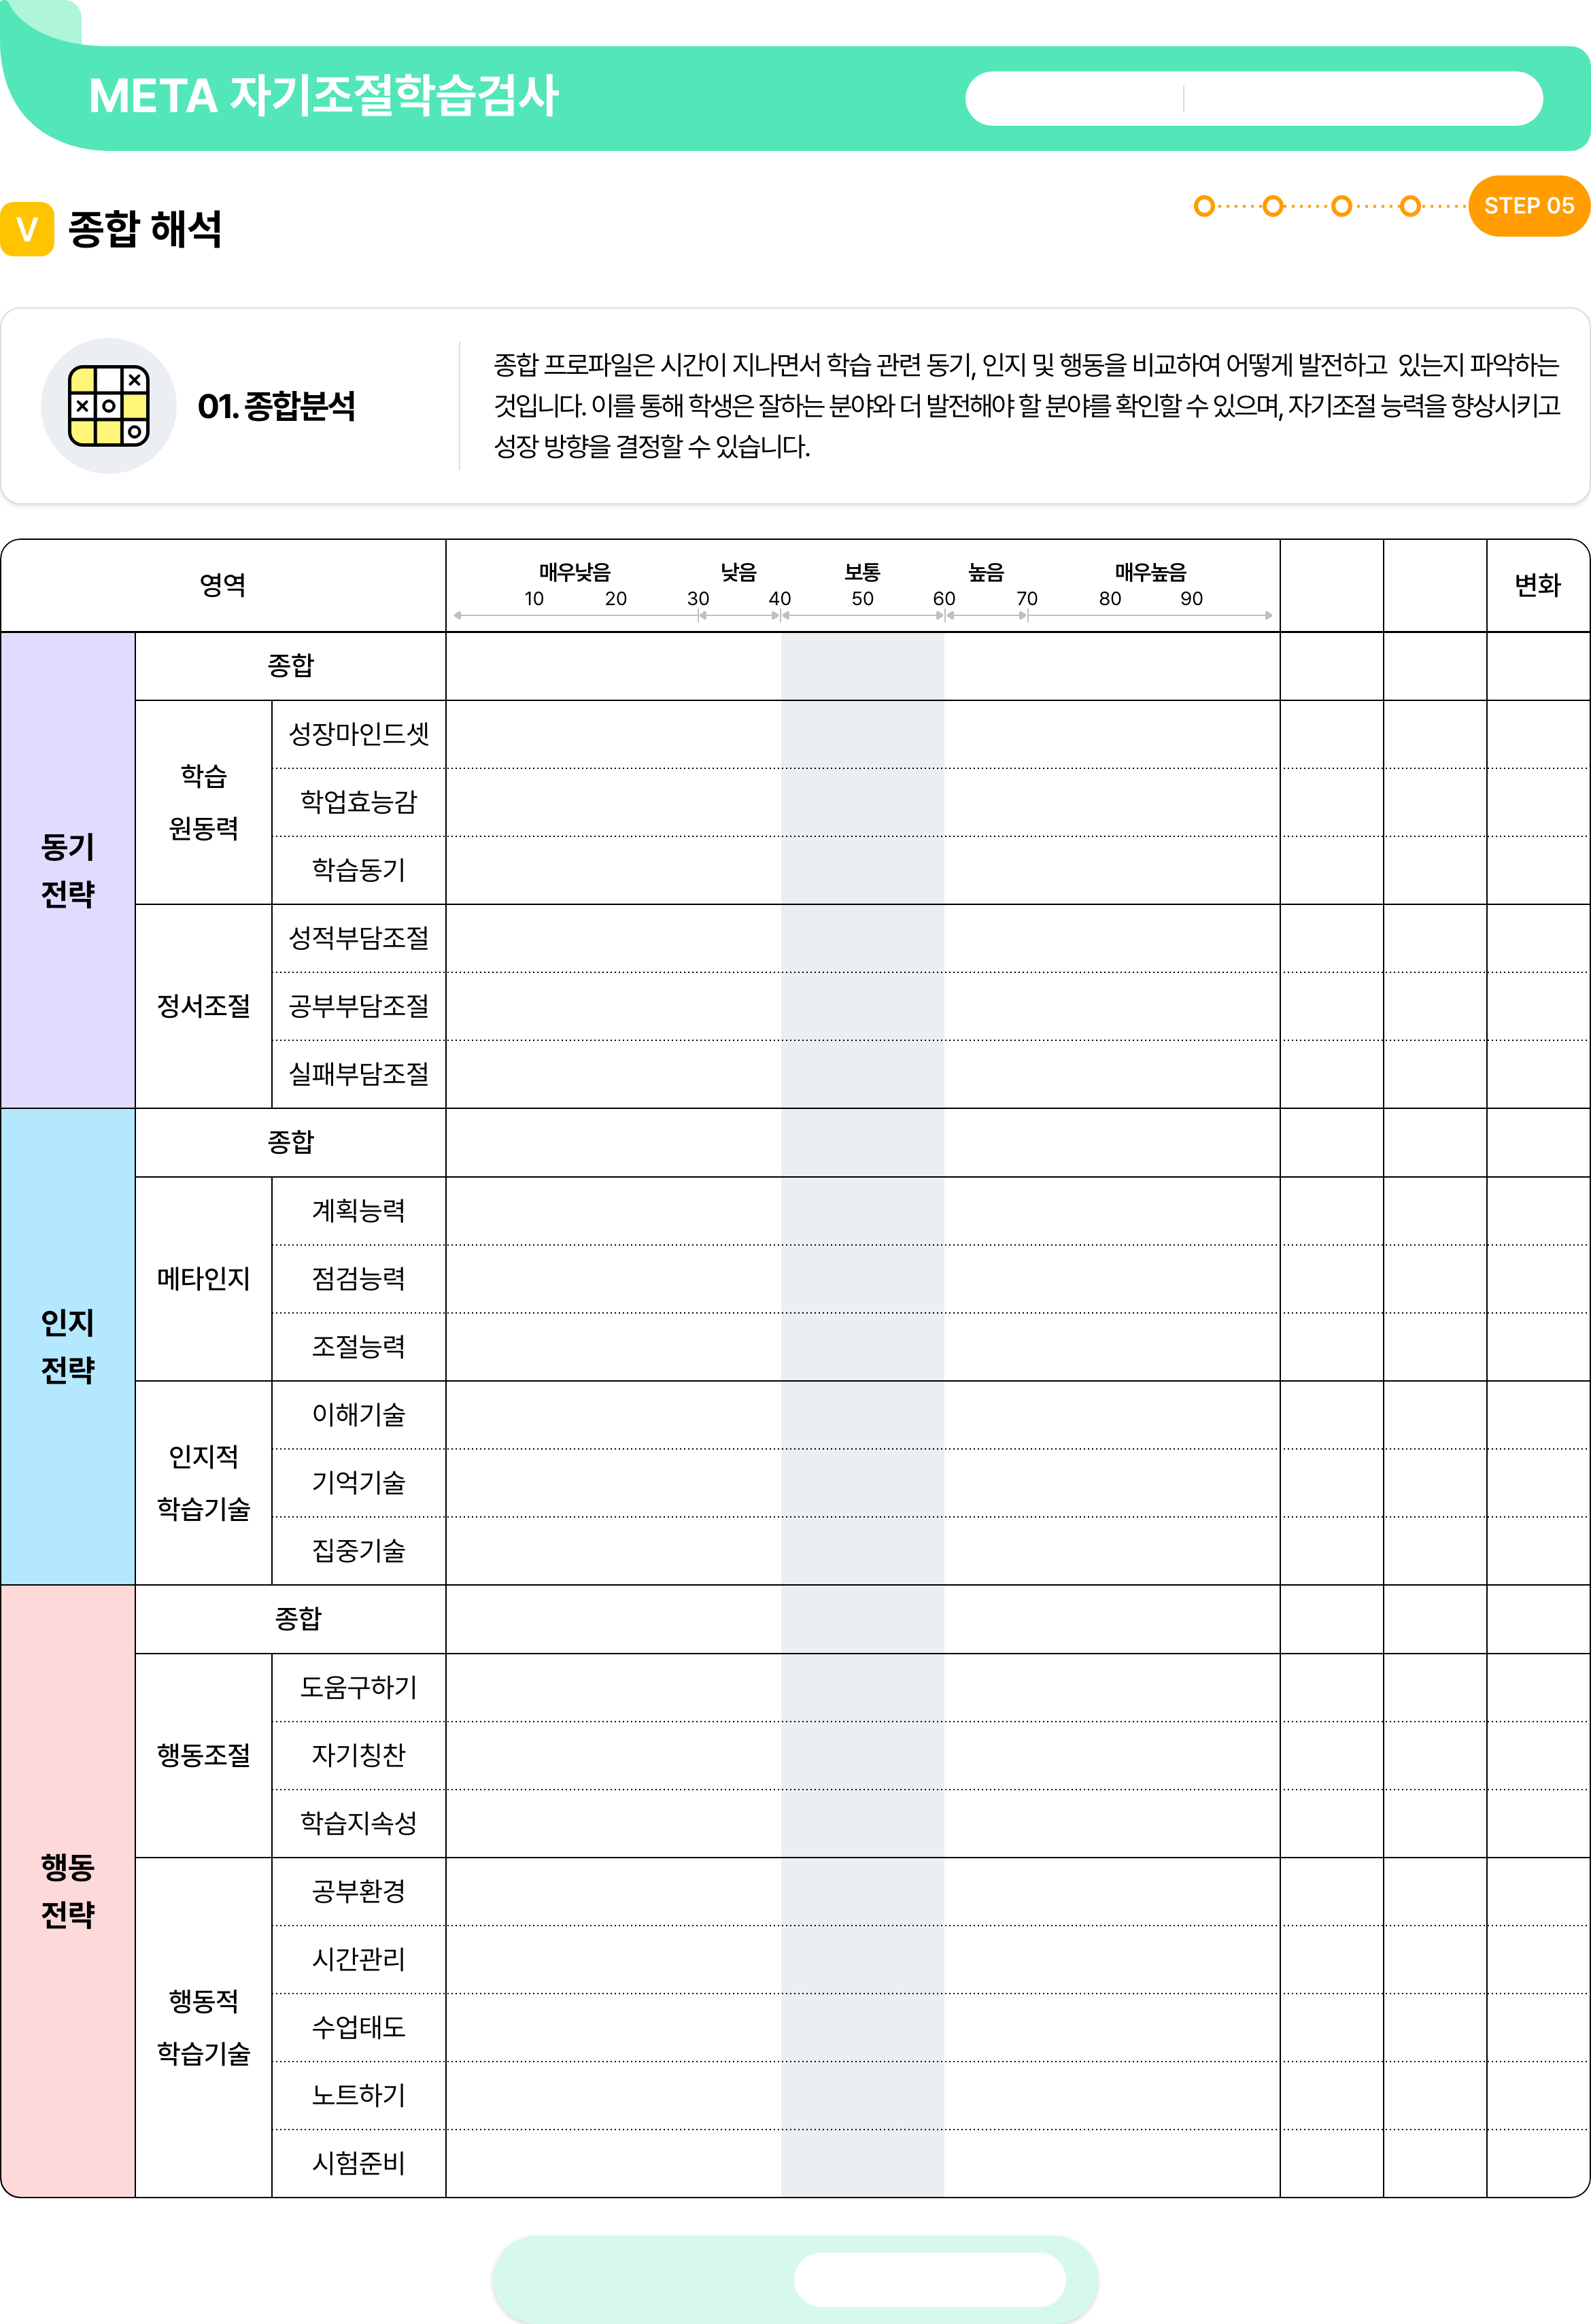 META 자기조절학습검사
V 종합 해석
STEP 05
01. 종합분석
종합 프로파일은 시간이 지나면서 학습 관련 동기, 인지 및 행동을 비교하여 어떻게 발전하고 있는지 파악하는
것입니다. 이를 통해 학생은 잘하는 분야와 더 발전해야 할 분야를 확인할 수 있으며, 자기조절 능력을 향상시키고
성장 방향을 결정할 수 있습니다.
영역
매우낮음 낮음 보통 높음 매우높음
10 20 30 40 50 60 70 80 90
변화
동기
전략
종합
학습
원동력
성장마인드셋
학업효능감
학습동기
정서조절
성적부담조절
공부부담조절
실패부담조절
인지
전략
종합
메타인지
계획능력
점검능력
조절능력
인지적
학습기술
이해기술
기억기술
집중기술
행동
전략
종합
행동조절
도움구하기
자기칭찬
학습지속성
행동적
학습기술
공부환경
시간관리
수업태도
노트하기
시험준비